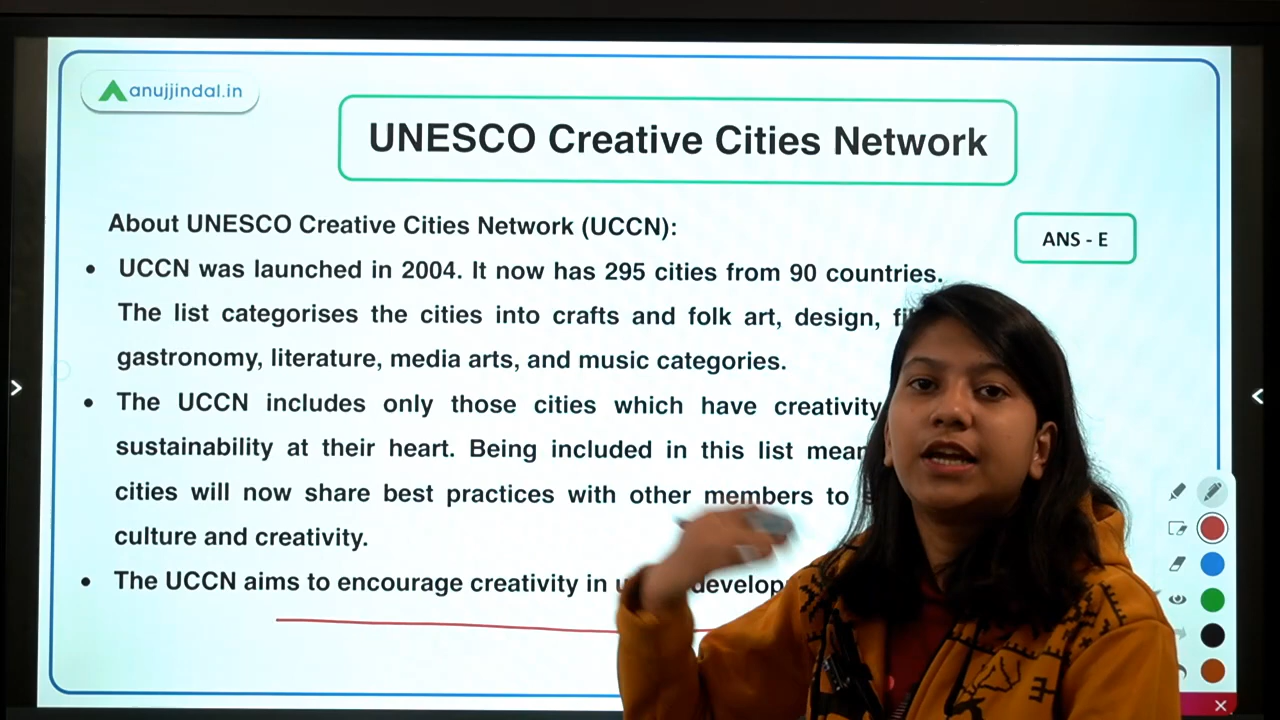 anujjindal.in
UNESCO Creative Cities Network
About UNESCO Creative Cities Network (UCCN):
ANS - E
• UCCN was launched in 2004. It now has 295 cities from 90 countries.
The list categorises the cities into crafts and folk art, design,
gastronomy, literature, media arts, and music categories.
• The UCCN includes only those cities which have creativity
sustainability at their heart. Being included in this list
cities will now share best practices with other members to
culture and creativity.
• The UCCN aims to encourage creativity in